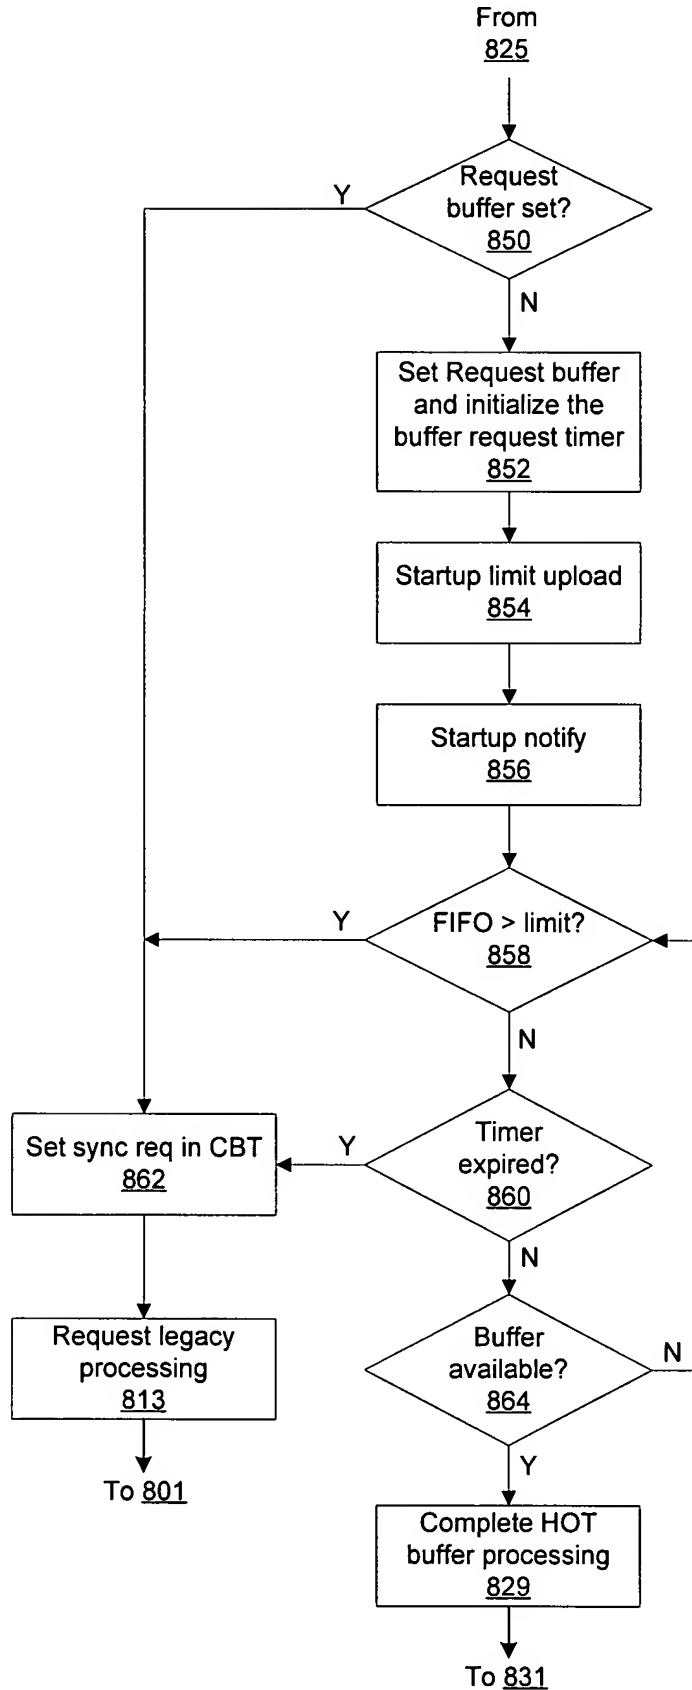 From
825
Request
buffer set?
850
Y
N
Set Request buffer
and initialize the
buffer request timer
852
Startup limit upload
854
Startup notify
856
FIFO > limit?
858
Y
N
Timer
expired?
860
Y
N
Set sync req in CBT
862
Request legacy
processing
813
To 801
Buffer
available?
864
N
Y
Complete HOT
buffer processing
829
To 831